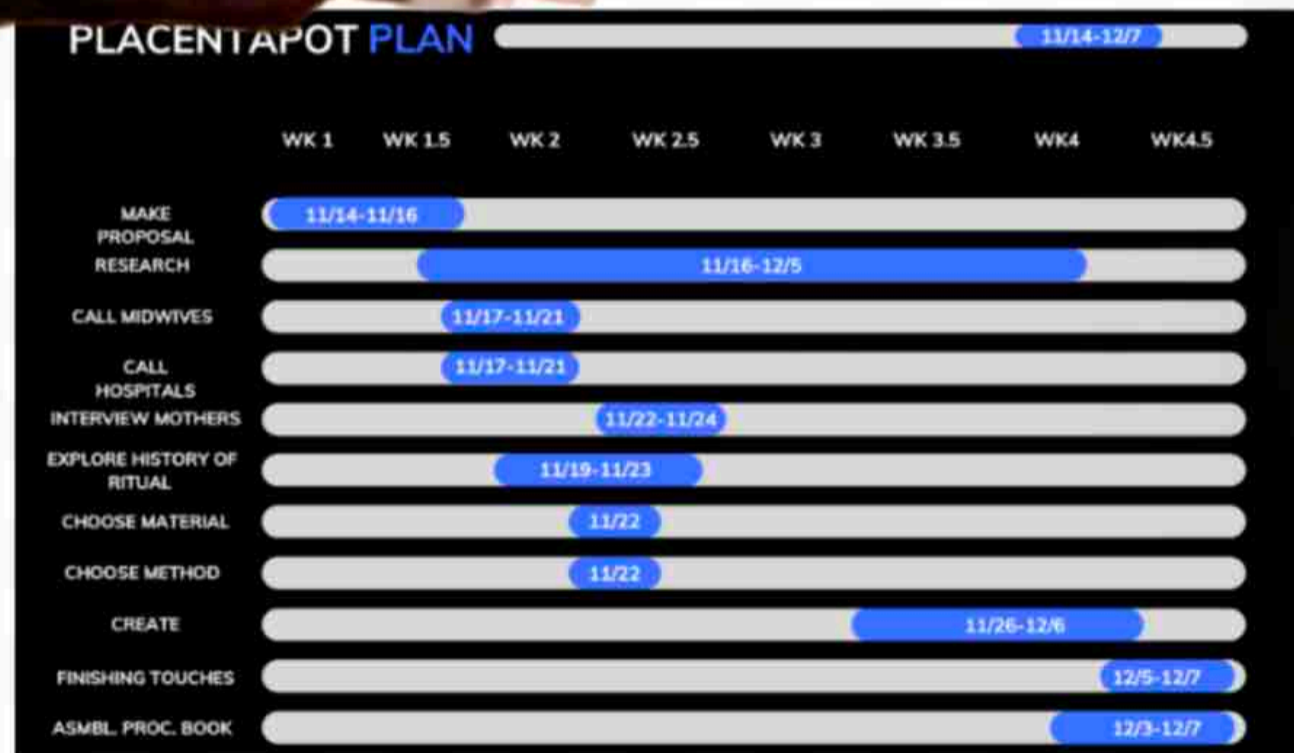 PLACENTAPOT PLAN 11/14-12/7
WK 1 WK 1.5 WK 2 WK 2.5 WK 3 WK 3.5 WK4 WK4.5
MAKE
PROPOSAL
11/14-11/16
RESEARCH 11/16-12/5
CALL MIDWIVES 11/17-11/21
CALL
HOSPITALS
11/17-11/21
INTERVIEW MOTHERS 11/22-11/24
EXPLORE HISTORY OF
RITUAL
11/19-11/23
CHOOSE MATERIAL 11/22
CHOOSE METHOD 11/22
CREATE 11/26-12/6
FINISHING TOUCHES 12/5-12/7
ASMBL. PROC. BOOK 12/3-12/7